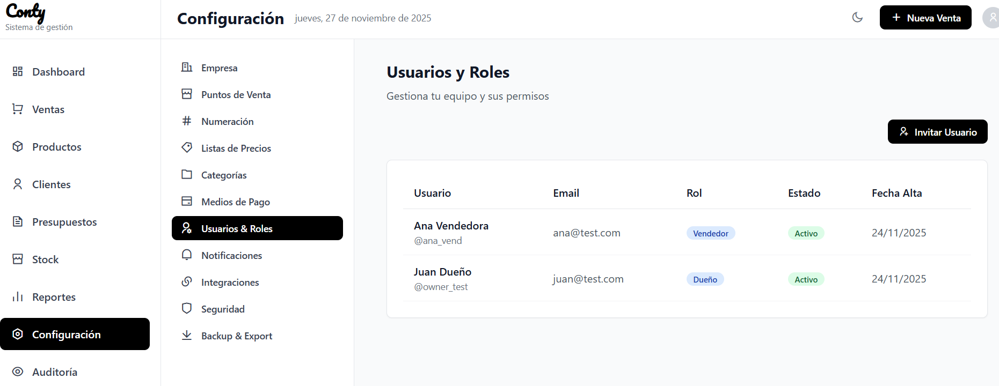 Conty
Sistema de gestión
Configuración
jueves, 27 de noviembre de 2025
+ Nueva Venta
Dashboard
Ventas
Productos
Clientes
Presupuestos
Stock
Reportes
Configuración
Auditoría
Empresa
Puntos de Venta
# Numeración
Listas de Precios
Categorías
Medios de Pago
Usuarios & Roles
Notificaciones
Integraciones
Seguridad
Backup & Export
Usuarios y Roles
Gestiona tu equipo y sus permisos
Invitar Usuario
Usuario Email Rol Estado Fecha Alta
Ana Vendedora
@ana_vend
ana@test.com Vendedor Activo 24/11/2025
Juan Dueño
@owner_test
juan@test.com Dueño Activo 24/11/2025